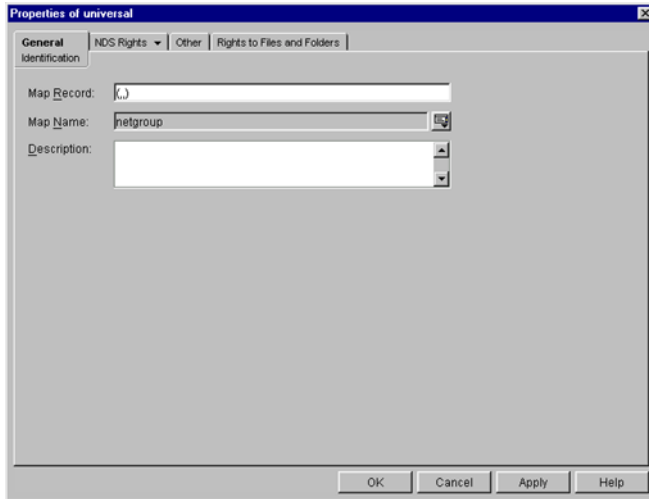 Properties of universal
General NDS Rights Other Rights to Files and Folders
Identification
Map Record: (,,)
Map Name: netgroup
Description:
OK Cancel Apply Help